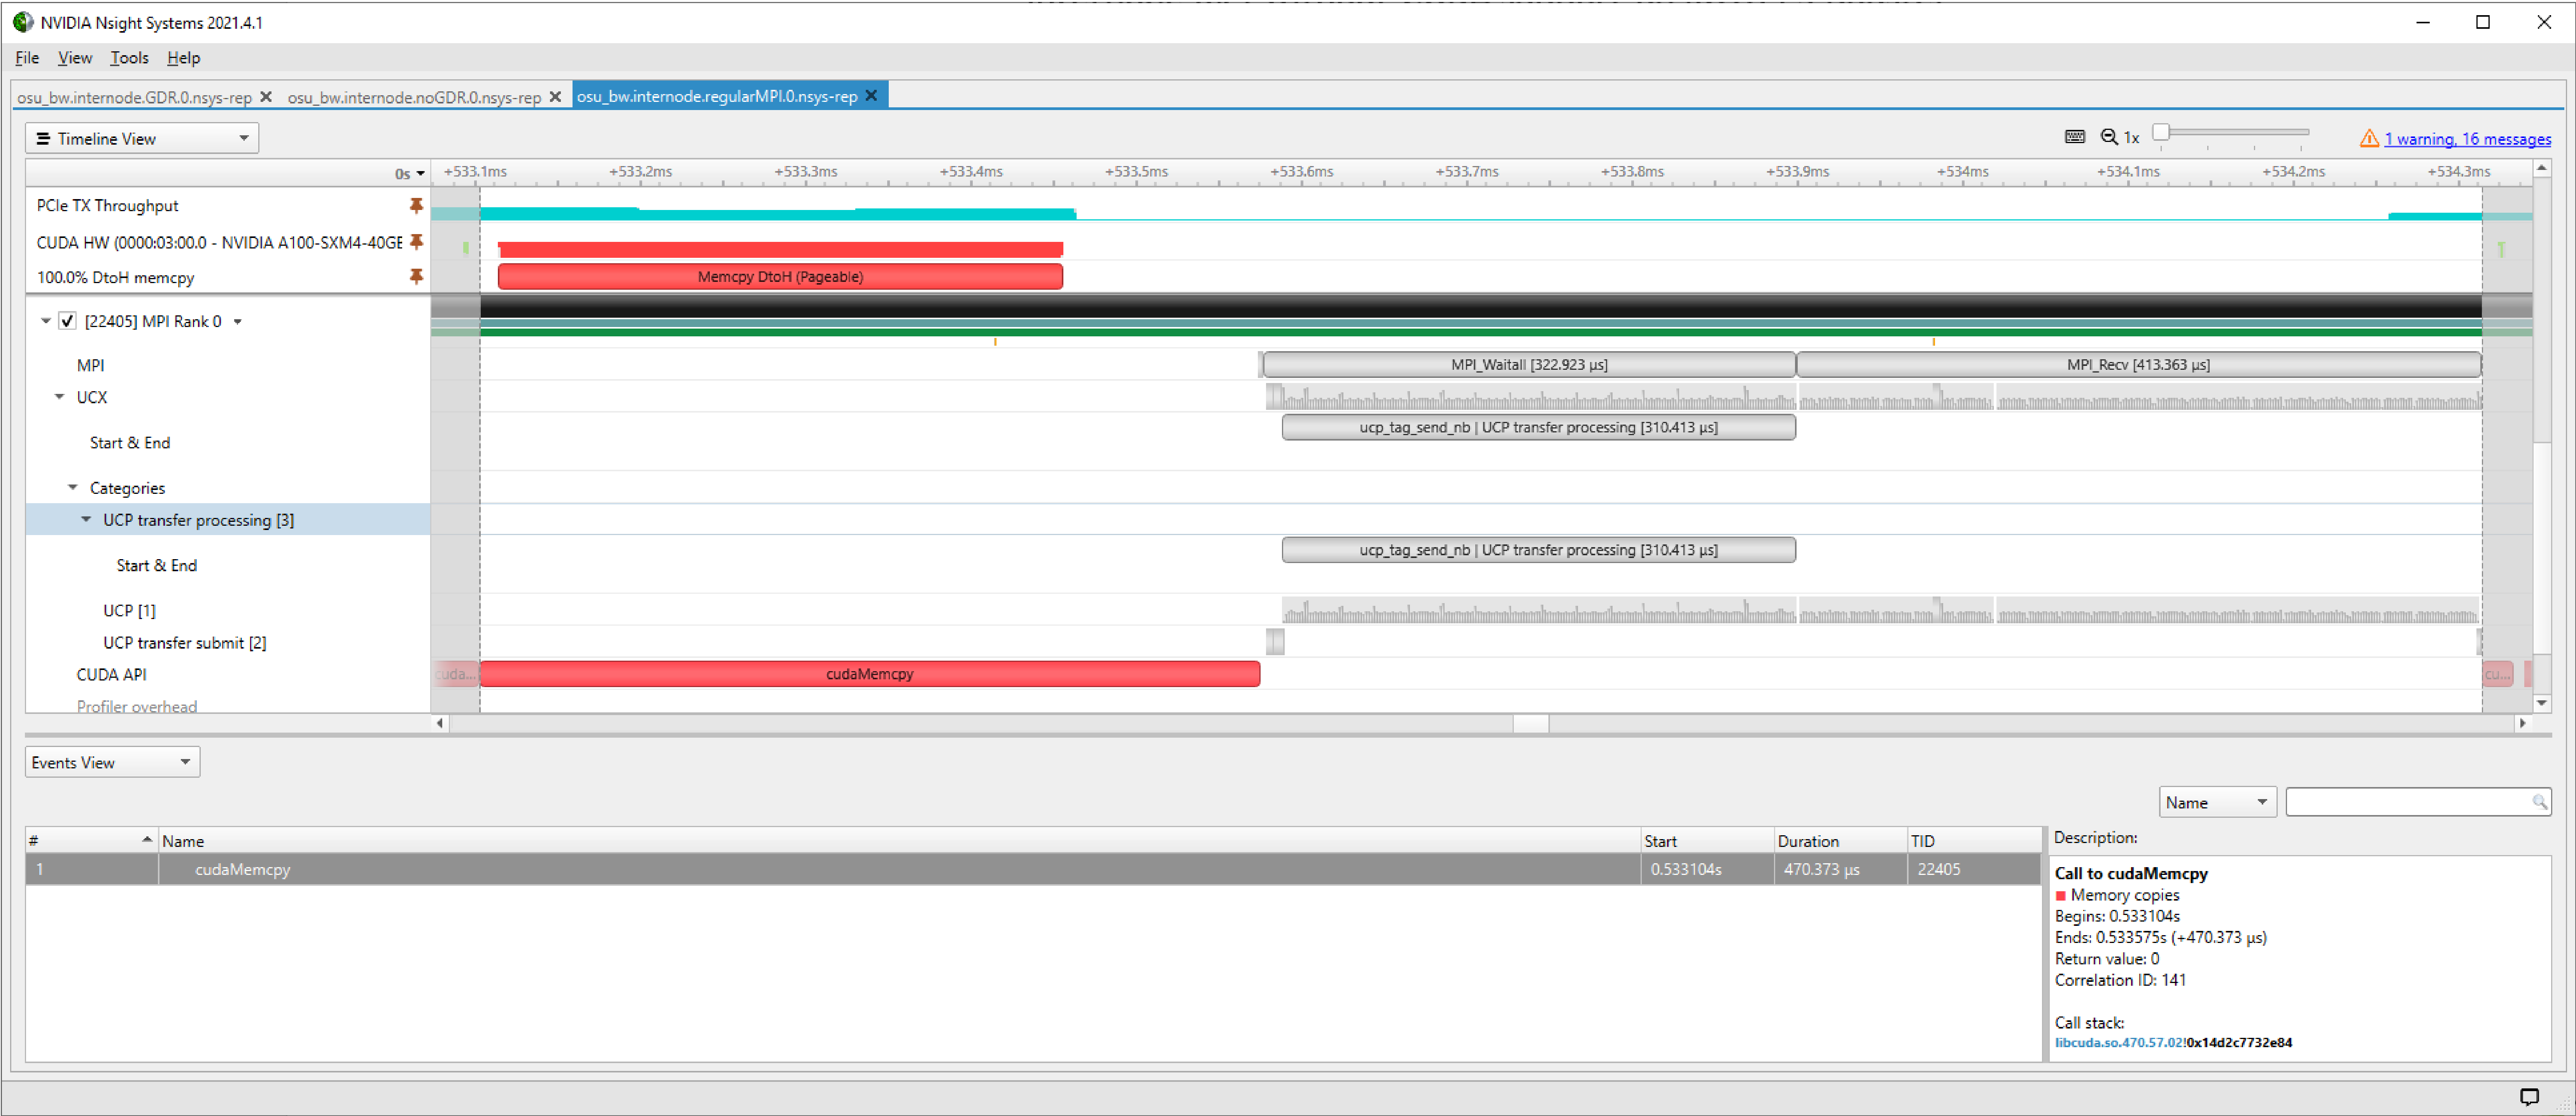 NVIDIA Nsight Systems 2021.4.1
File View Tools Help
osu_bw.internode.GDR.0.nsys-rep osu_bw.internode.noGDR.0.nsys-rep osu_bw.internode.regularMPI.0.nsys-rep
Timeline View 1x 1 warning, 16 messages
0s +533.1ms +533.2ms +533.3ms +533.4ms +533.5ms +533.6ms +533.7ms +533.8ms +533.9ms +534ms +534.1ms +534.2ms +534.3ms
PCIe TX Throughput
CUDA HW (0000:03:00.0 - NVIDIA A100-SXM4-40GE
100.0% DtoH memcpy Memcpy DtoH (Pageable)
[22405] MPI Rank 0
MPI MPI_Waitall [322.923 µs] MPI_Recv [413.363 µs]
UCX
Start & End ucp_tag_send_nb | UCP transfer processing [310.413 µs]
Categories
UCP transfer processing [3]
Start & End ucp_tag_send_nb | UCP transfer processing [310.413 µs]
UCP [1]
UCP transfer submit [2]
CUDA API cuda... cudaMemcpy cu...
Profiler overhead
Events View
Name
# Name Start Duration TID
1 cudaMemcpy 0.533104s 470.373 µs 22405
Description:
Call to cudaMemcpy
Memory copies
Begins: 0.533104s
Ends: 0.533575s (+470.373 µs)
Return value: 0
Correlation ID: 141
Call stack:
libcuda.so.470.57.02!0x14d2c7732e84